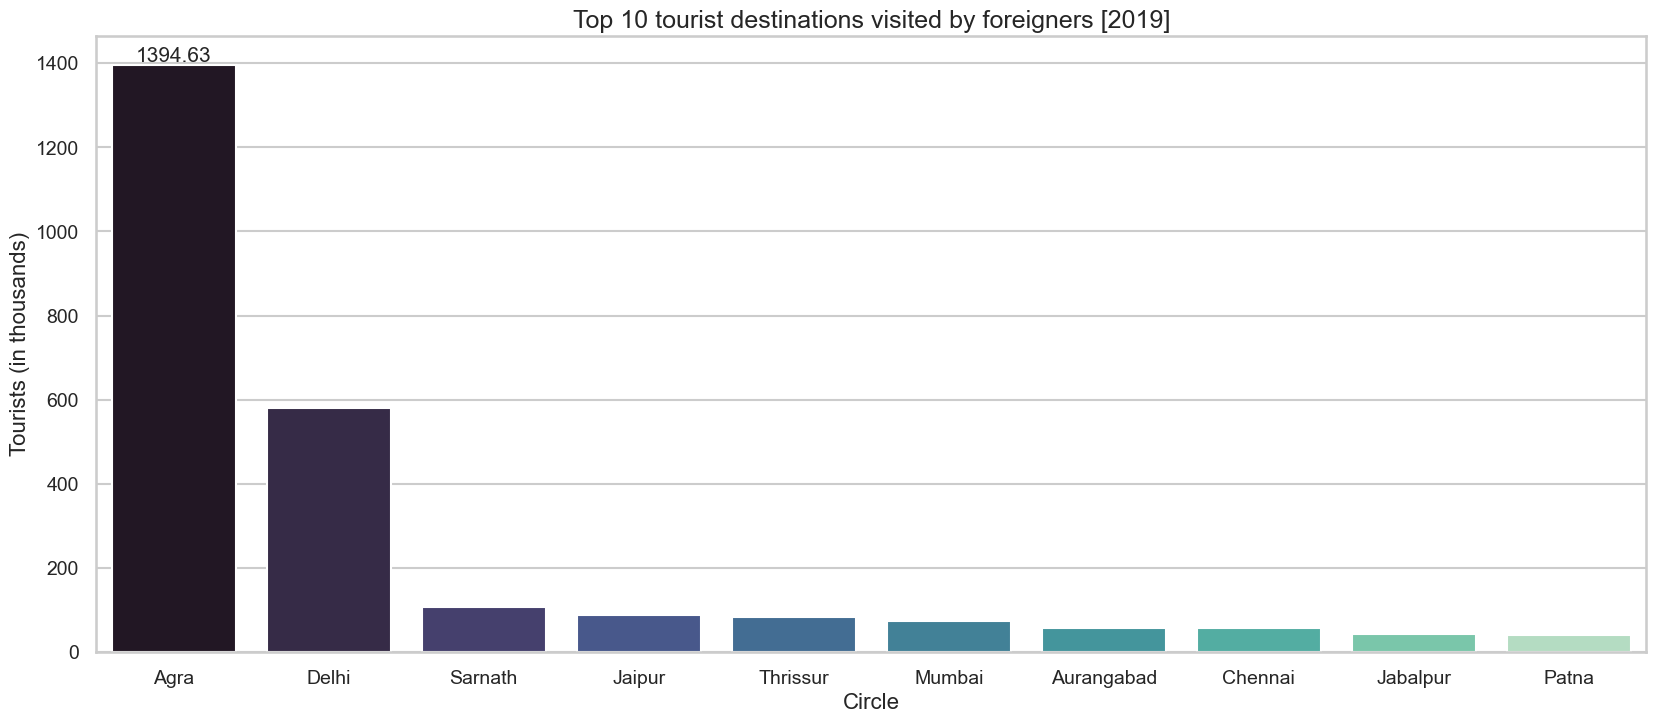 Top 10 tourist destinations visited by foreigners [2019]
1394.63
1400
1200
1000
800
600
400
200
0
Tourists (in thousands)
Agra Delhi Sarnath Jaipur Thrissur Mumbai Aurangabad Chennai Jabalpur Patna
Circle